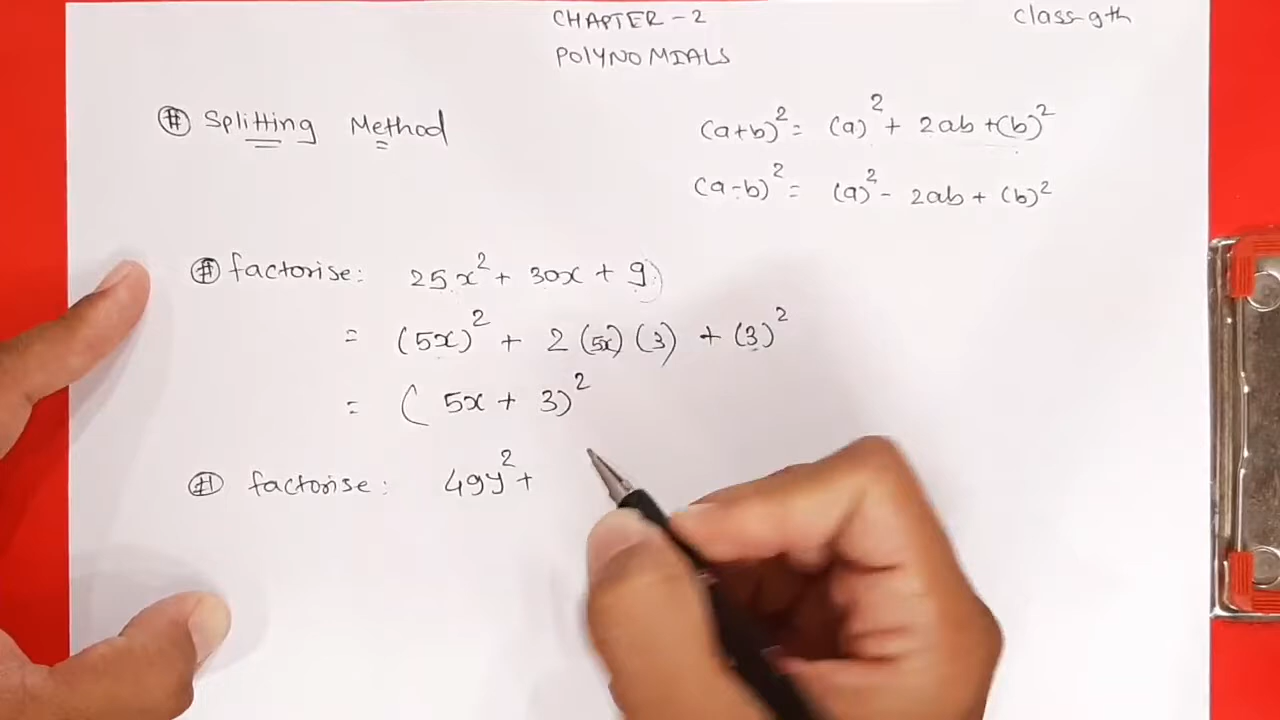 CHAPTER-2 Class-9th
POLYNOMIALS
# Splitting Method
(a+b)² = (a)² + 2ab + (b)²
(a-b)² = (a)² - 2ab + (b)²
# factorise: 25x² + 30x + 9)
= (5x)² + 2 (5x) (3) + (3)²
= (5x + 3)²
# factorise: 49y² +